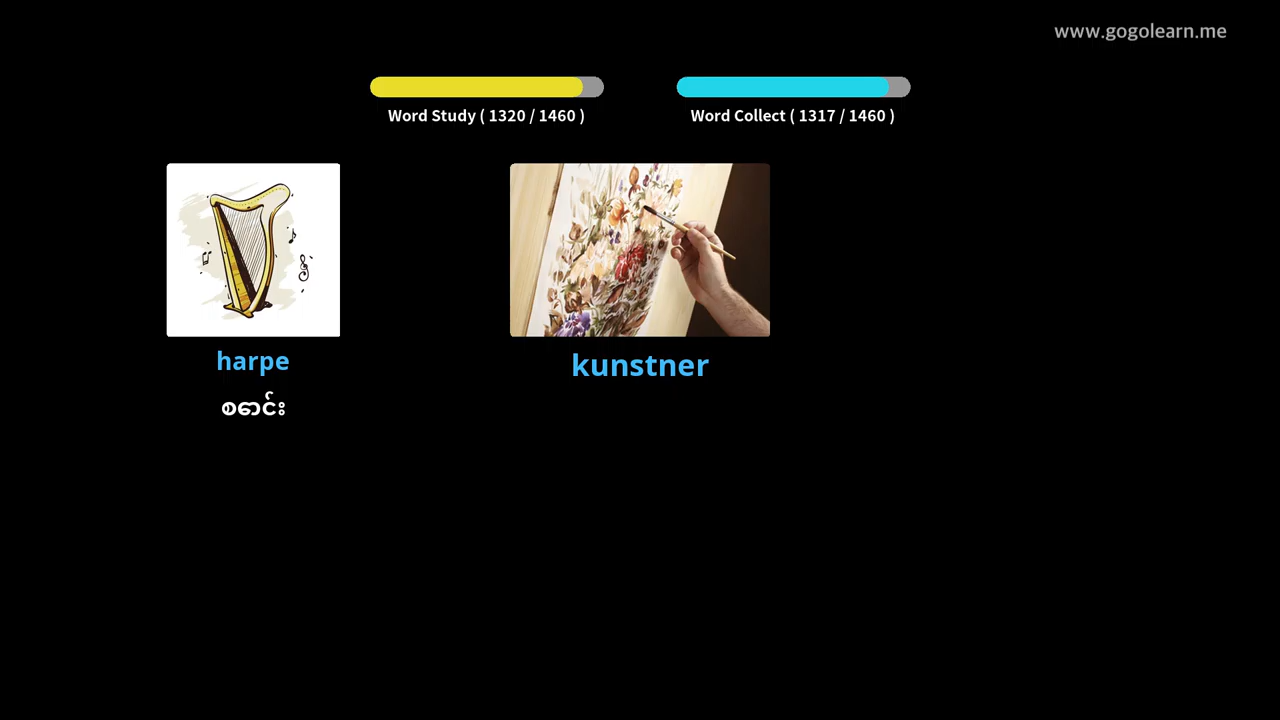 www.gogolearn.me
Word Study ( 1320 / 1460 )
Word Collect ( 1317 / 1460 )
harpe
စောင်း
kunstner